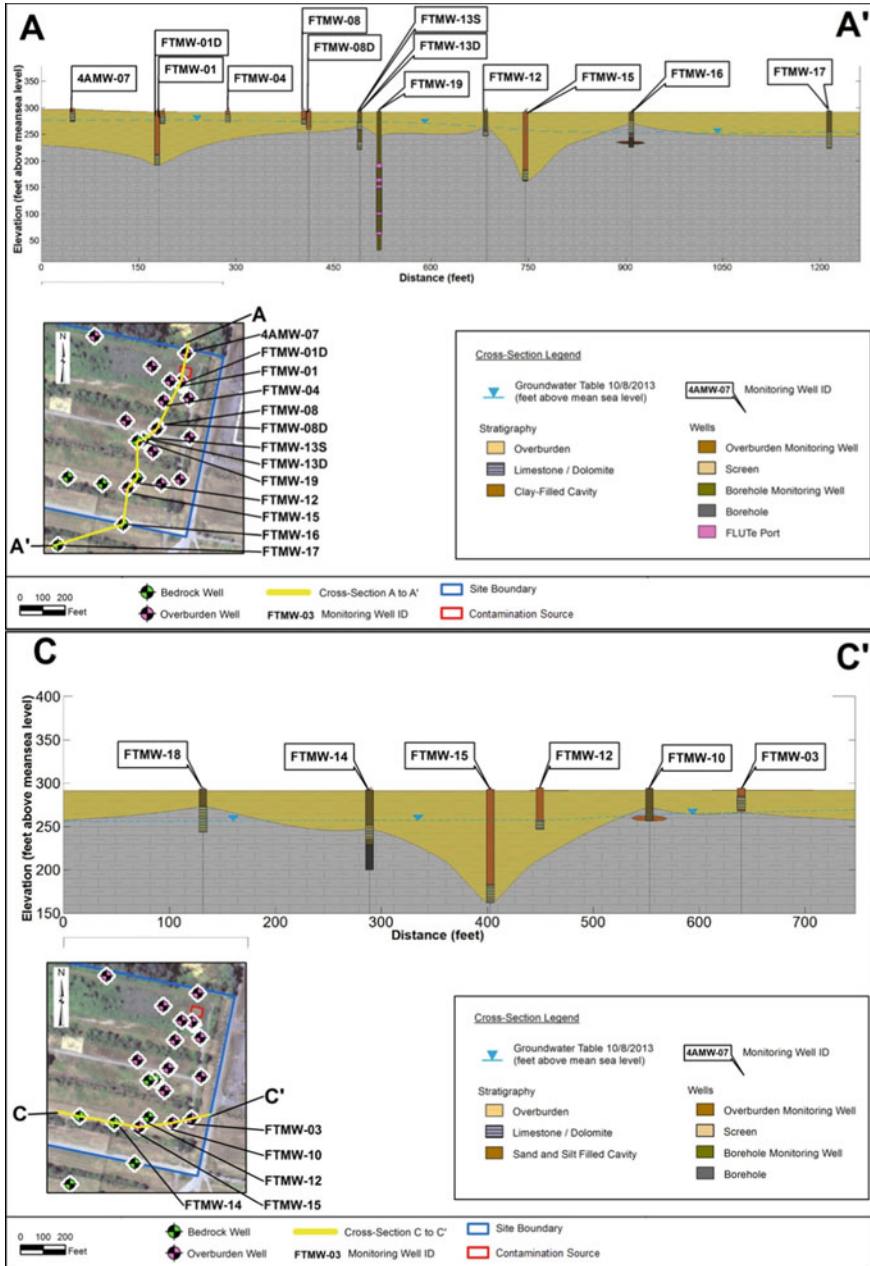 A
A'
FTMW-13S
FTMW-01D
FTMW-08
FTMW-13D
4AMW-07
FTMW-01
FTMW-04
FTMW-08D
FTMW-19
FTMW-12
FTMW-15
FTMW-16
FTMW-17
Elevation (feet above meansea level)
350
300
250
200
150
100
50
0
150
300
450
600
750
900
1050
1200
Distance (feet)
N
A
4AMW-07
FTMW-01D
FTMW-01
FTMW-04
FTMW-08
FTMW-08D
FTMW-13S
FTMW-13D
FTMW-19
FTMW-12
FTMW-15
FTMW-16
FTMW-17
A'
Cross-Section Legend
Groundwater Table 10/8/2013
(feet above mean sea level)
4AMW-07
Monitoring Well ID
Stratigraphy
Overburden
Limestone / Dolomite
Clay-Filled Cavity
Wells
Overburden Monitoring Well
Screen
Borehole Monitoring Well
Borehole
FLUTe Port
0 50 100 200
Feet
Bedrock Well
Overburden Well
Cross-Section A to A'
FTMW-03 Monitoring Well ID
Site Boundary
Contamination Source
C
C'
Elevation (feet above meansea level)
400
350
300
250
200
150
FTMW-18
FTMW-14
FTMW-15
FTMW-12
FTMW-10
FTMW-03
0
100
200
300
400
500
600
700
Distance (feet)
N
C
C'
FTMW-03
FTMW-10
FTMW-12
FTMW-15
FTMW-14
Cross-Section Legend
Groundwater Table 10/8/2013
(feet above mean sea level)
4AMW-07
Monitoring Well ID
Stratigraphy
Overburden
Limestone / Dolomite
Sand and Silt Filled Cavity
Wells
Overburden Monitoring Well
Screen
Borehole Monitoring Well
Borehole
0 50 100 200
Feet
Bedrock Well
Overburden Well
Cross-Section C to C'
FTMW-03 Monitoring Well ID
Site Boundary
Contamination Source